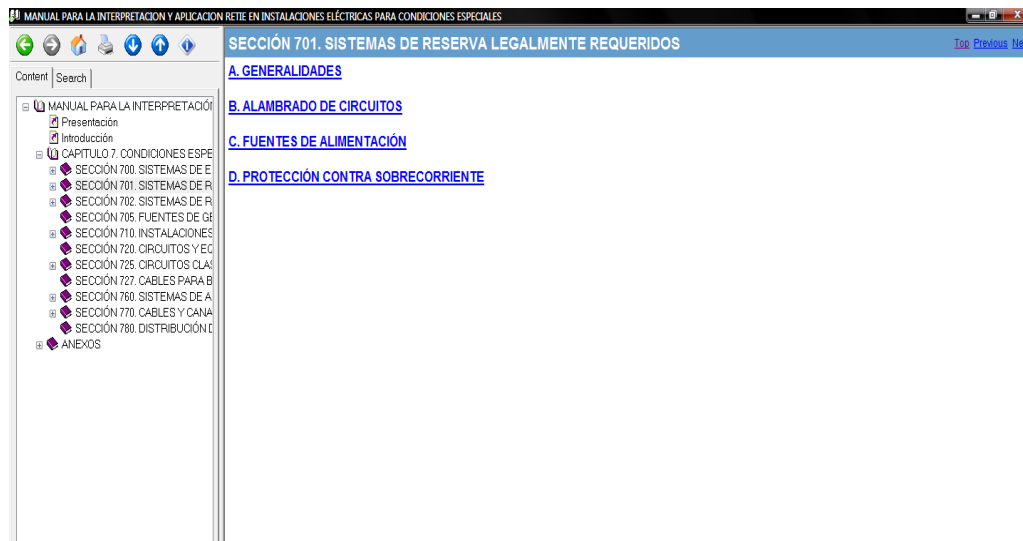 MANUAL PARA LA INTERPRETACION Y APLICACION RETIE EN INSTALACIONES ELÉCTRICAS PARA CONDICIONES ESPECIALES
SECCIÓN 701. SISTEMAS DE RESERVA LEGALMENTE REQUERIDOS
Top Previous Ne
Content Search
MANUAL PARA LA INTERPRETACIÓN
Presentación
Introducción
CAPITULO 7. CONDICIONES ESPE
SECCIÓN 700. SISTEMAS DE E
SECCIÓN 701. SISTEMAS DE R
SECCIÓN 702. SISTEMAS DE R
SECCIÓN 705. FUENTES DE GE
SECCIÓN 710. INSTALACIONES
SECCIÓN 720. CIRCUITOS Y EQ
SECCIÓN 725. CIRCUITOS CLAS
SECCIÓN 727. CABLES PARA B
SECCIÓN 760. SISTEMAS DE A
SECCIÓN 770. CABLES Y CANA
SECCIÓN 780. DISTRIBUCIÓN D
ANEXOS
A. GENERALIDADES
B. ALAMBRADO DE CIRCUITOS
C. FUENTES DE ALIMENTACIÓN
D. PROTECCIÓN CONTRA SOBRECORRIENTE